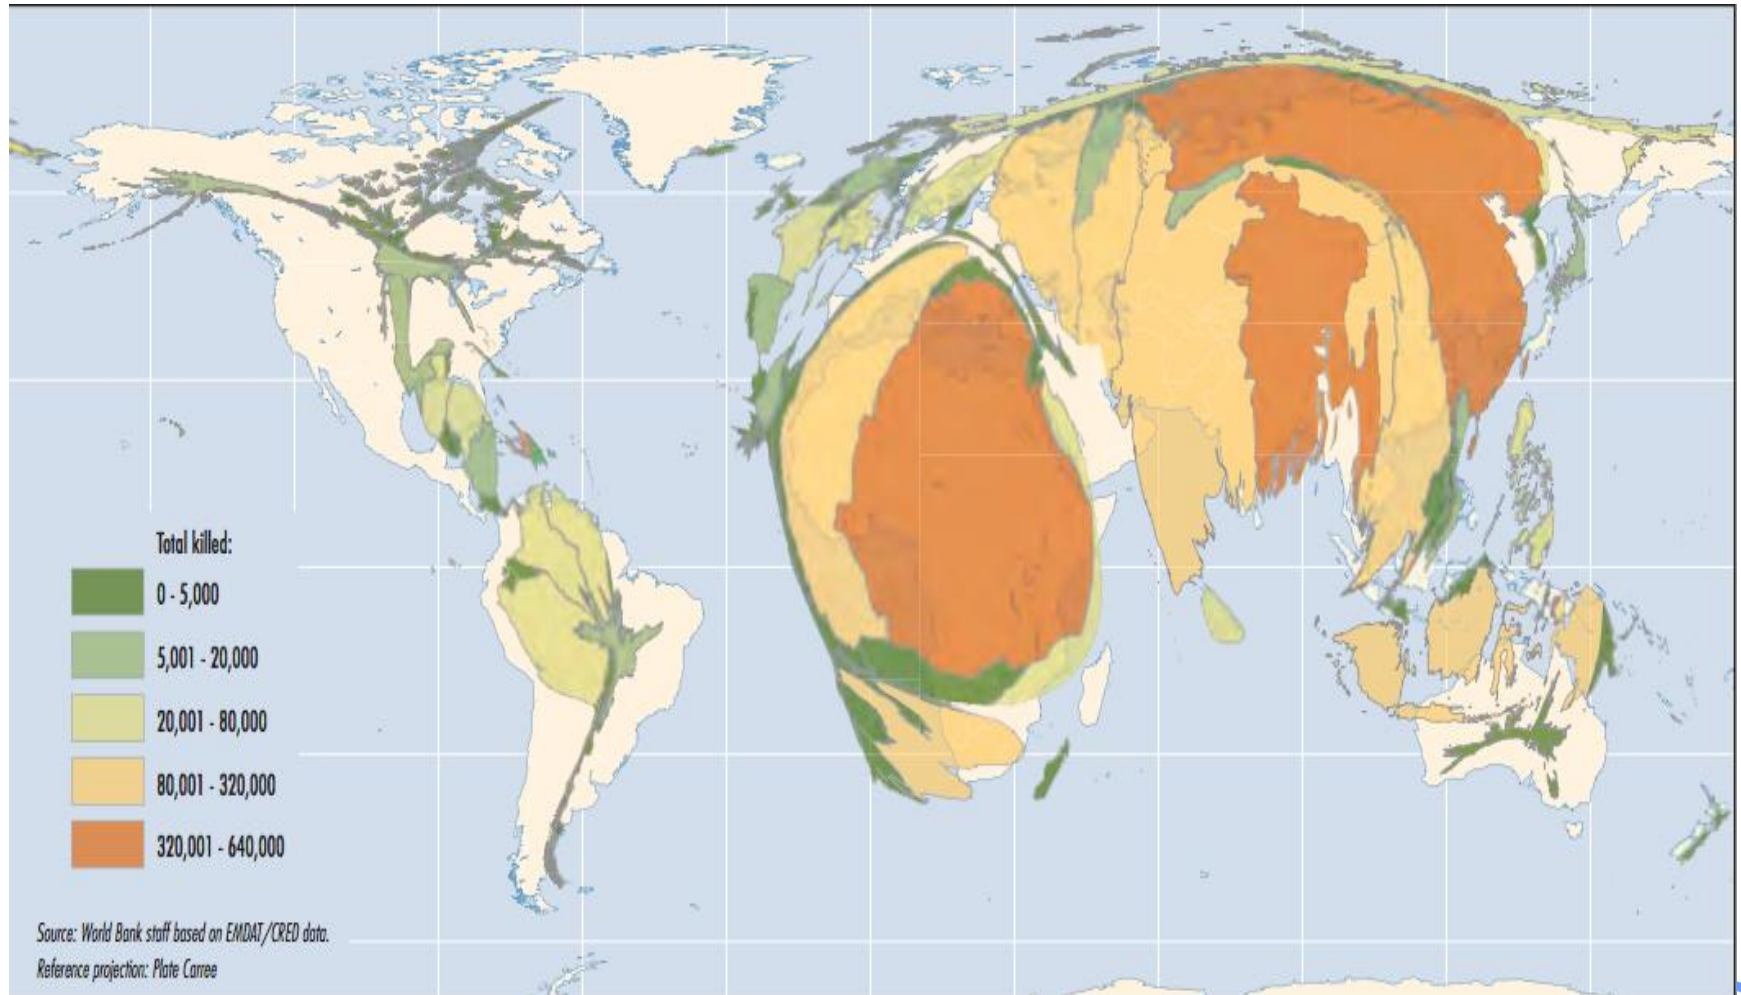 Total killed:
0 - 5,000
5,001 - 20,000
20,001 - 80,000
80,001 - 320,000
320,001 - 640,000
Source: World Bank staff based on EMDAT/CRED data.
Reference projection: Plate Carree